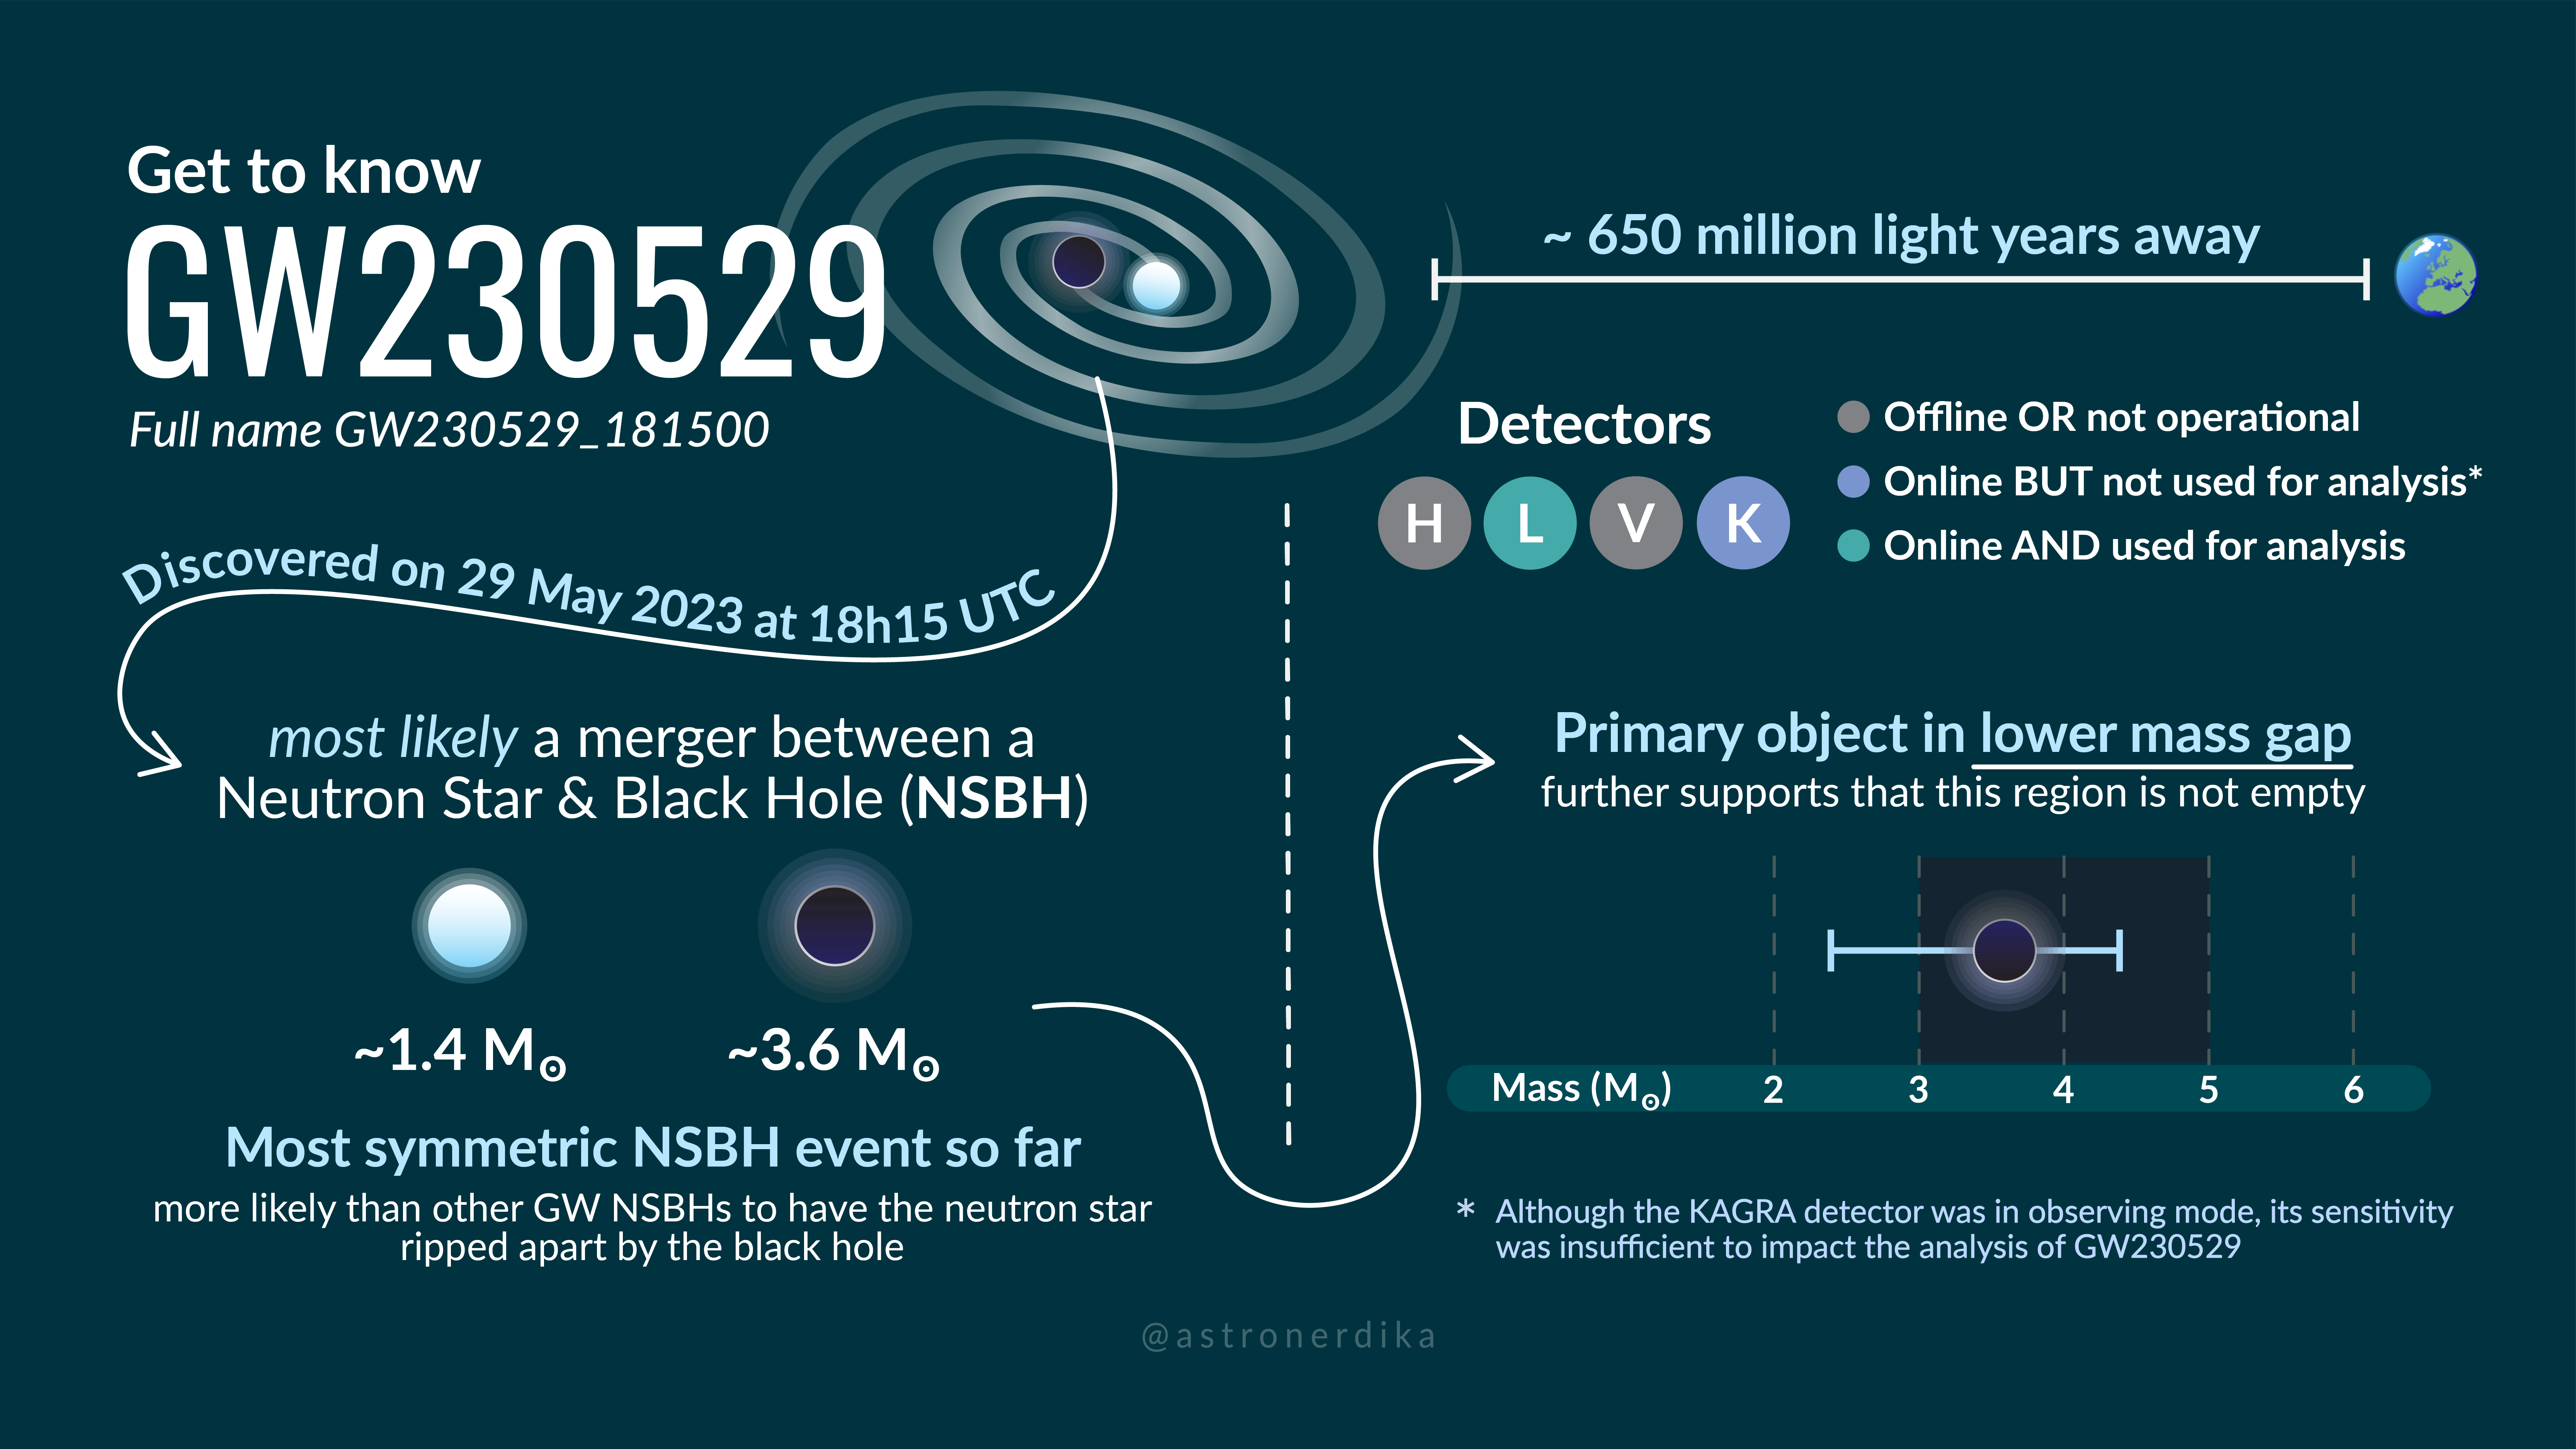 Get to know
GW230529
Full name GW230529_181500
~ 650 million light years away
Detectors
H L V K
Offline OR not operational
Online BUT not used for analysis*
Online AND used for analysis
Discovered on 29 May 2023 at 18h15 UTC
most likely a merger between a
Neutron Star & Black Hole (NSBH)
~1.4 M☉ ~3.6 M☉
Most symmetric NSBH event so far
more likely than other GW NSBHs to have the neutron star
ripped apart by the black hole
Primary object in lower mass gap
further supports that this region is not empty
Mass (M☉) 2 3 4 5 6
* Although the KAGRA detector was in observing mode, its sensitivity
was insufficient to impact the analysis of GW230529
@astronerdika